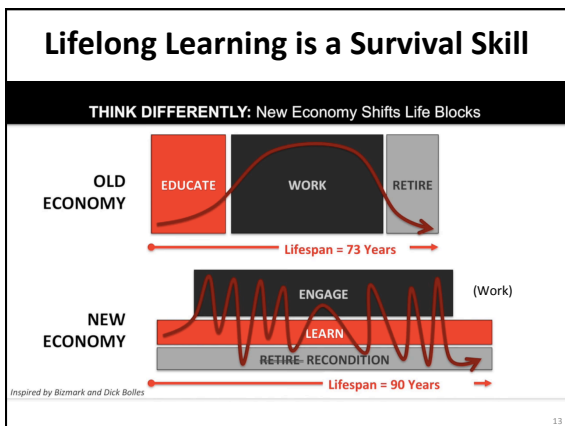 Lifelong Learning is a Survival Skill
THINK DIFFERENTLY: New Economy Shifts Life Blocks
OLD
ECONOMY
EDUCATE
WORK
RETIRE
Lifespan = 73 Years
NEW
ECONOMY
ENGAGE
(Work)
LEARN
RETIRE RECONDITION
Lifespan = 90 Years
Inspired by Bizmark and Dick Bolles
13